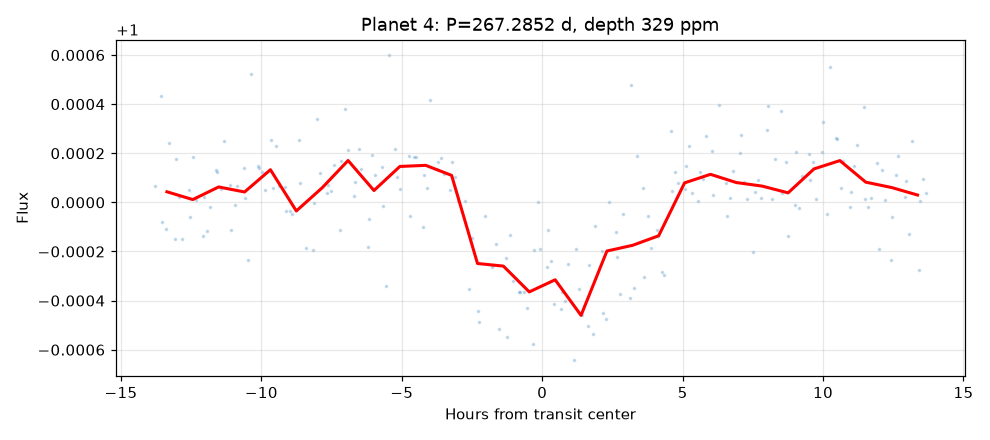 Planet 4: P=267.2852 d, depth 329 ppm
+1
0.0006
0.0004
0.0002
0.0000
−0.0002
−0.0004
−0.0006
Flux
−15 −10 −5 0 5 10 15
Hours from transit center